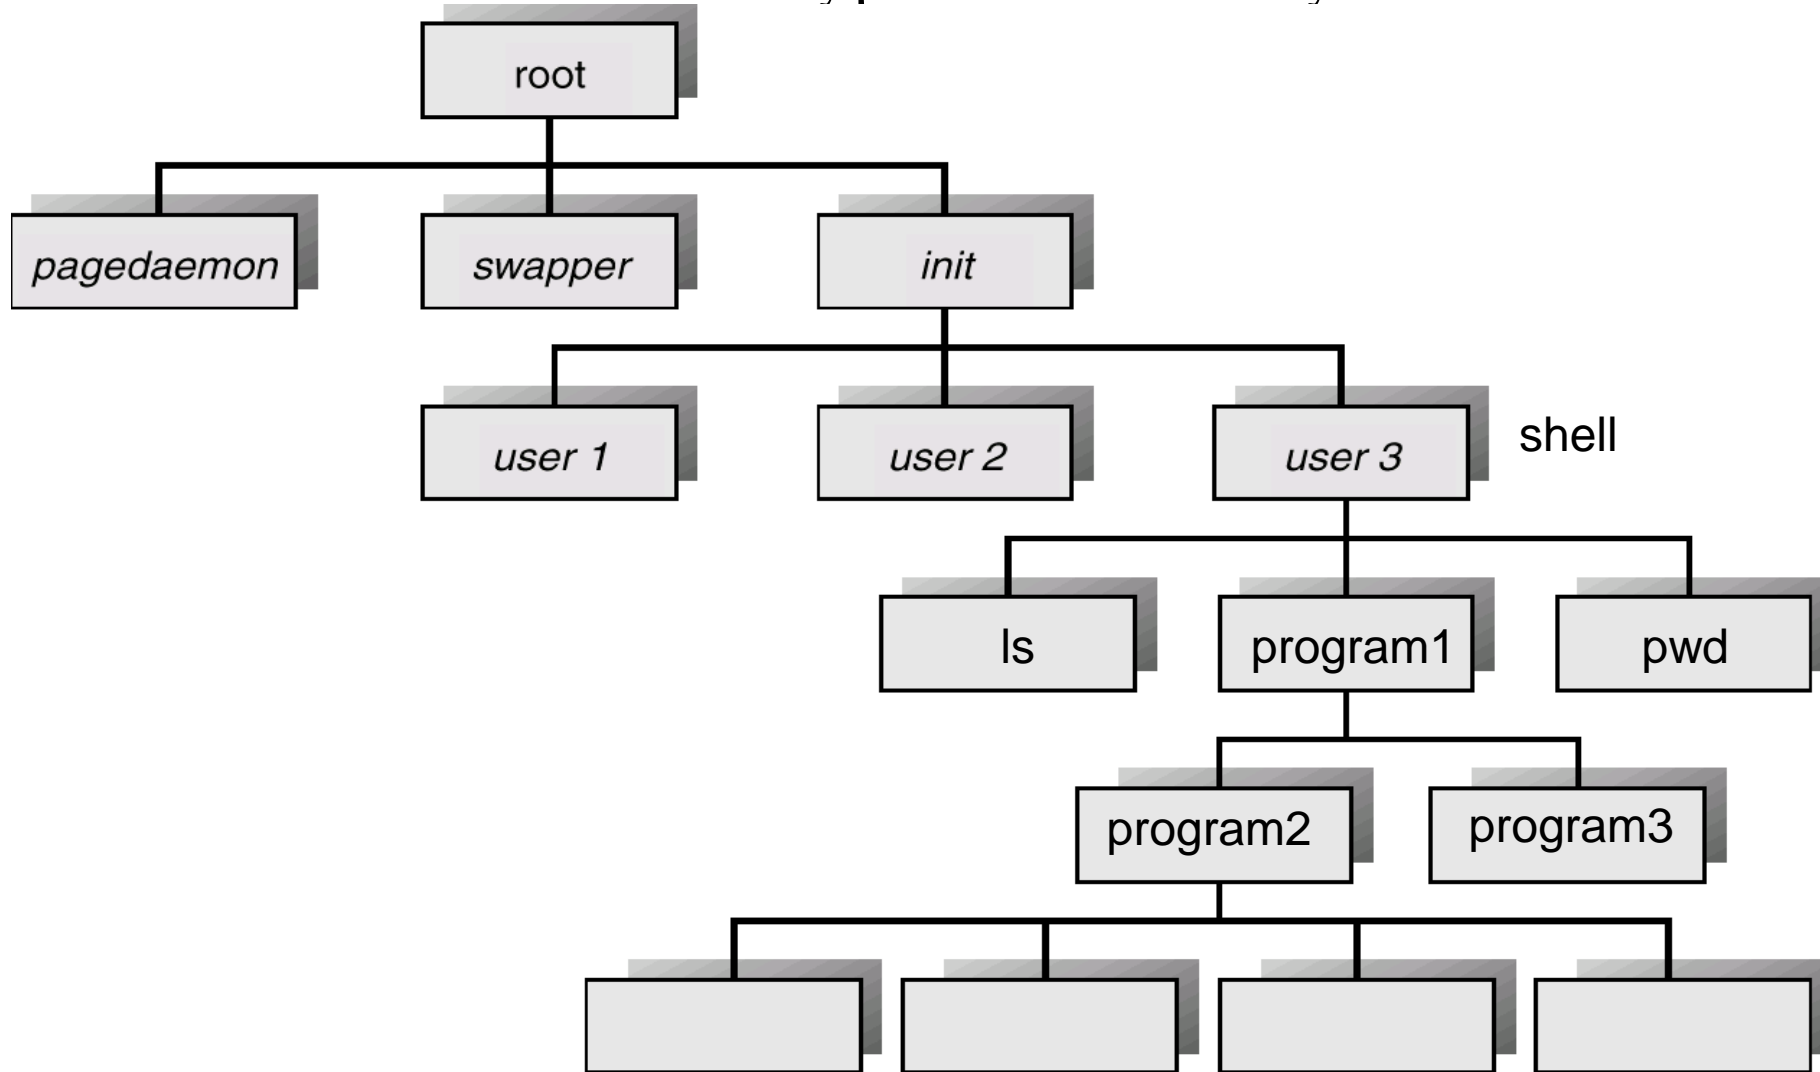 root
pagedaemon
swapper
init
user 1
user 2
user 3
shell
ls
program1
pwd
program2
program3